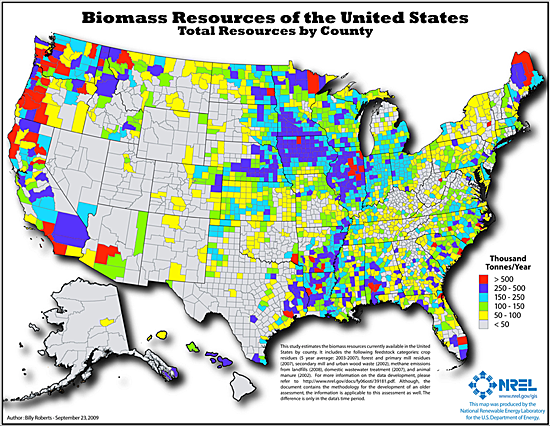 Biomass Resources of the United States
Total Resources by County
Thousand
Tonnes/Year
> 500
250 - 500
150 - 250
100 - 150
50 - 100
< 50
This study estimates the biomass resources currently available in the United
States by county. It includes the following feedstock categories: crop
residues (5 year average: 2003-2007), forest and primary mill residues
(2007), secondary mill and urban wood waste (2002), methane emissions
from landfills (2008), domestic wastewater treatment (2007), and animal
manure (2002). For more information on the data development, please
refer to http://www.nrel.gov/docs/fy06osti/39181.pdf. Although, the
document contains the methodology for the development of an older
assessment, the information is applicable to this assessment as well. The
difference is only in the data's time period.
NREL
www.nrel.gov/gis
This map was produced by the
National Renewable Energy Laboratory
for the U.S. Department of Energy.
Author: Billy Roberts - September 23, 2009